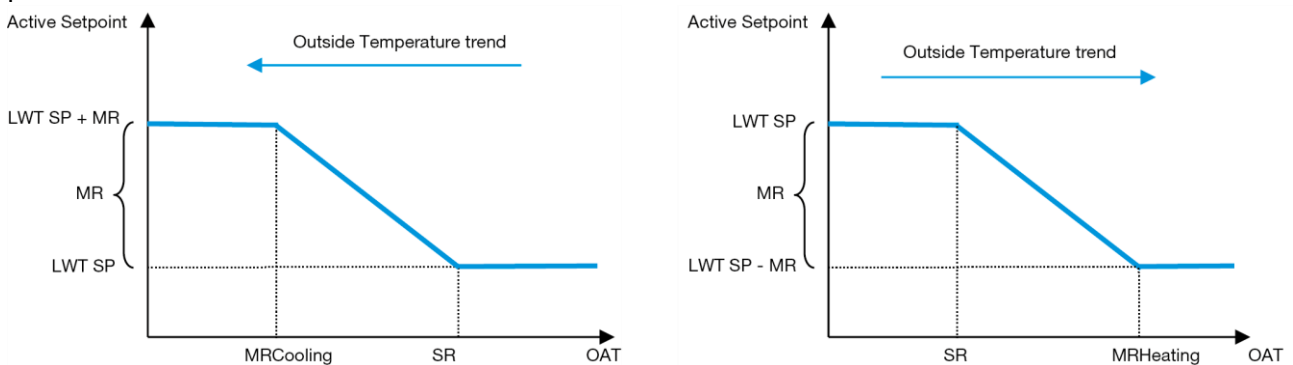 Active Setpoint
Outside Temperature trend
LWT SP + MR
MR
LWT SP
MRCooling
SR
OAT
Active Setpoint
Outside Temperature trend
LWT SP
MR
LWT SP - MR
SR
MRHeating
OAT